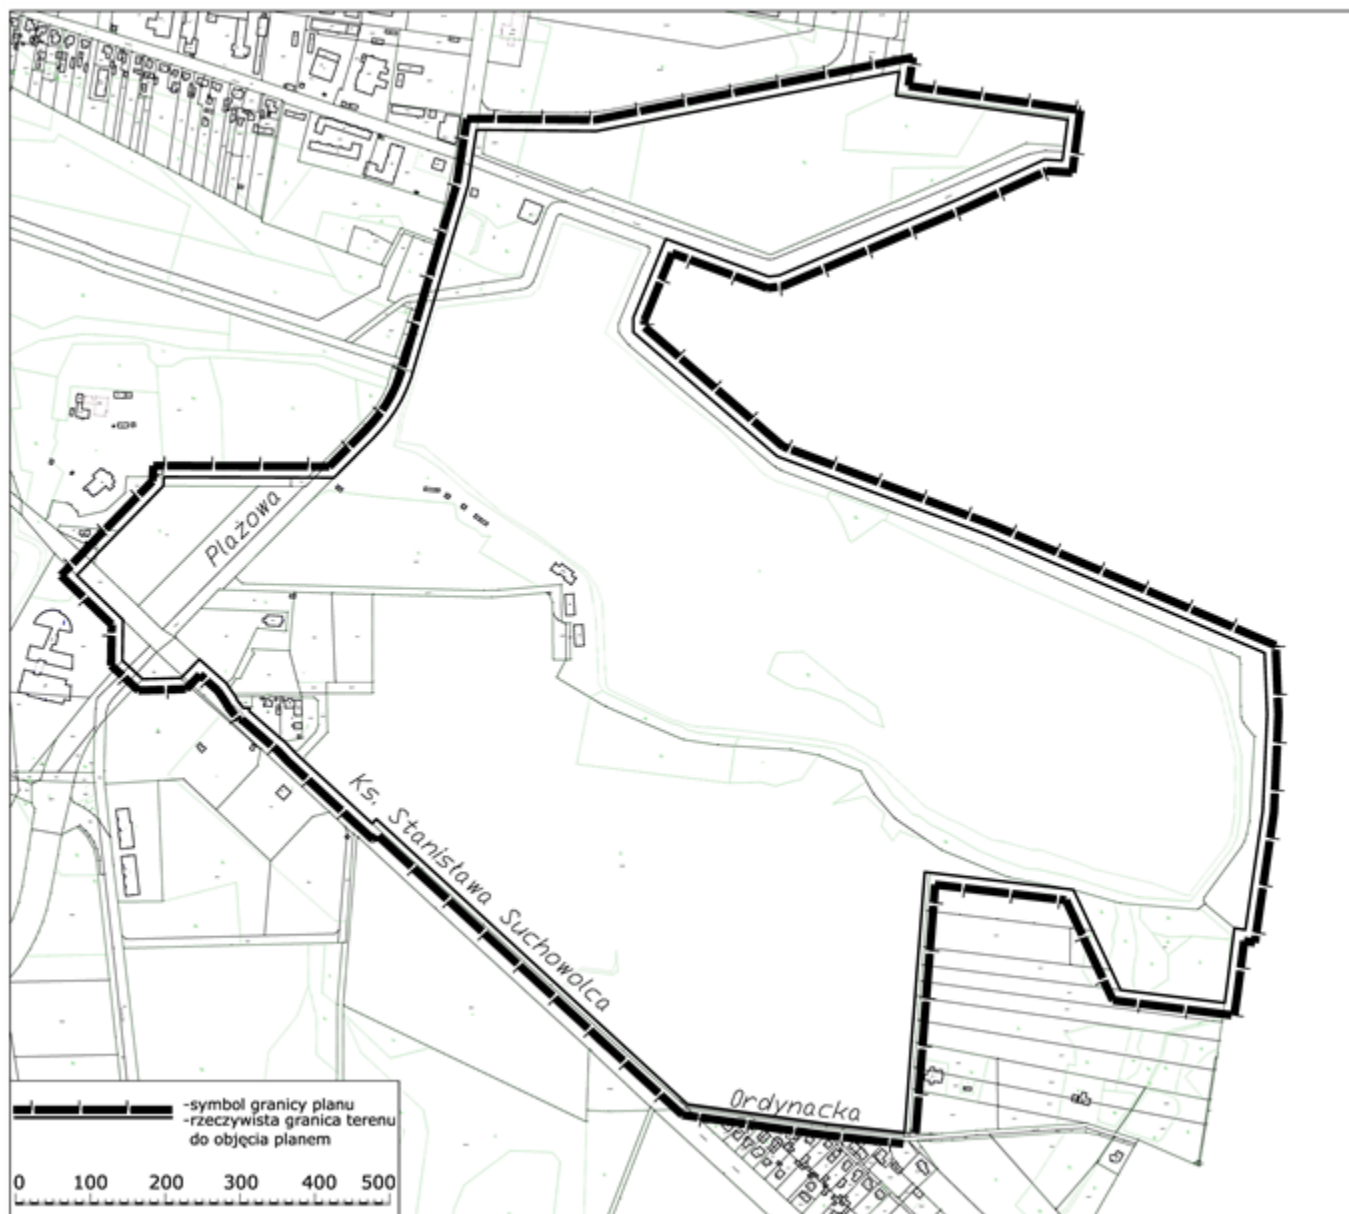 Plażowa
Ks. Stanisława Suchowolca
Ordynacka
-symbol granicy planu
-rzeczywista granica terenu
do objęcia planem
0 100 200 300 400 500